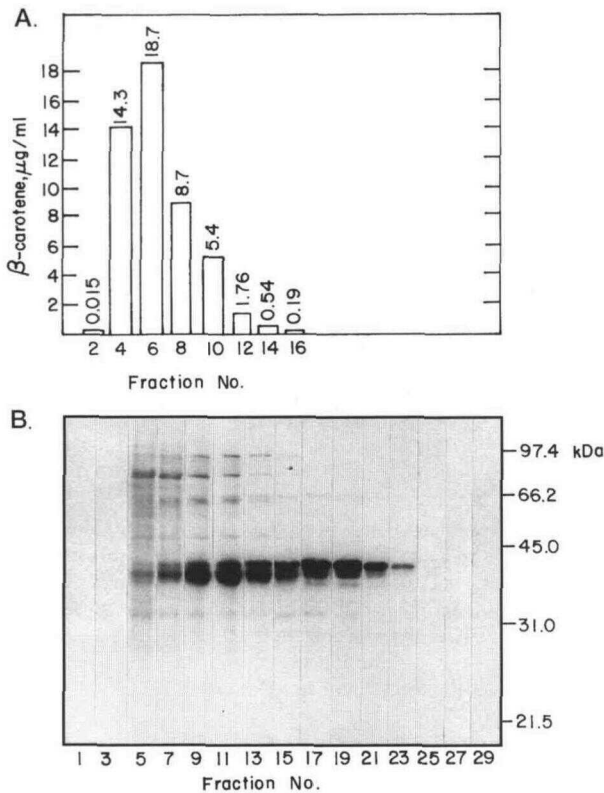 A.
β-carotene, μg/ml
18
16
14
12
10
8
6
4
2
0.015
14.3
18.7
8.7
5.4
1.76
0.54
0.19
2 4 6 8 10 12 14 16
Fraction No.
B.
97.4 kDa
66.2
45.0
31.0
21.5
1 3 5 7 9 11 13 15 17 19 21 23 25 27 29
Fraction No.